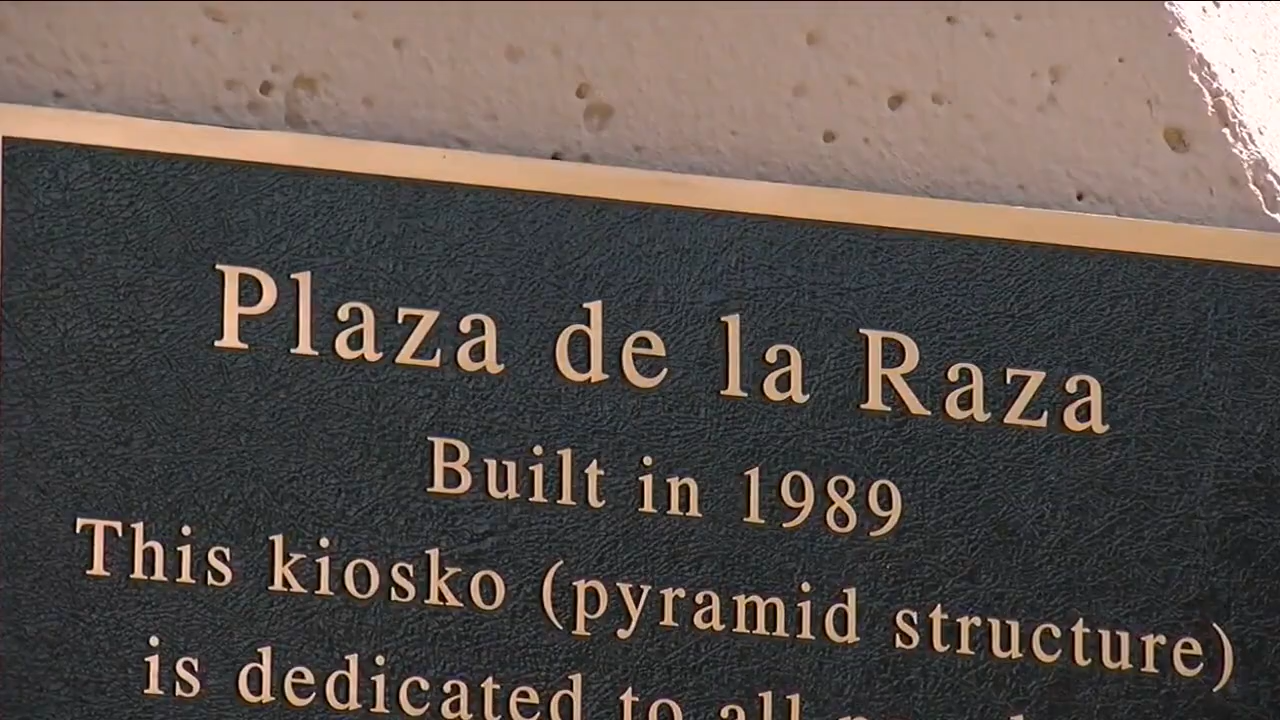 Plaza de la Raza
Built in 1989
This kiosko (pyramid structure)
is dedicated to all